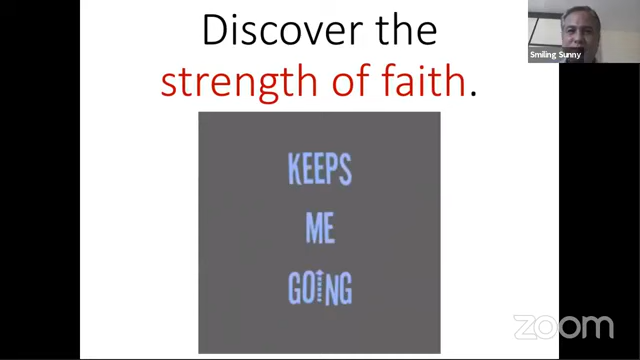 Discover the
strength of faith.
Smiling Sunny
KEEPS
ME
GOING
zoom